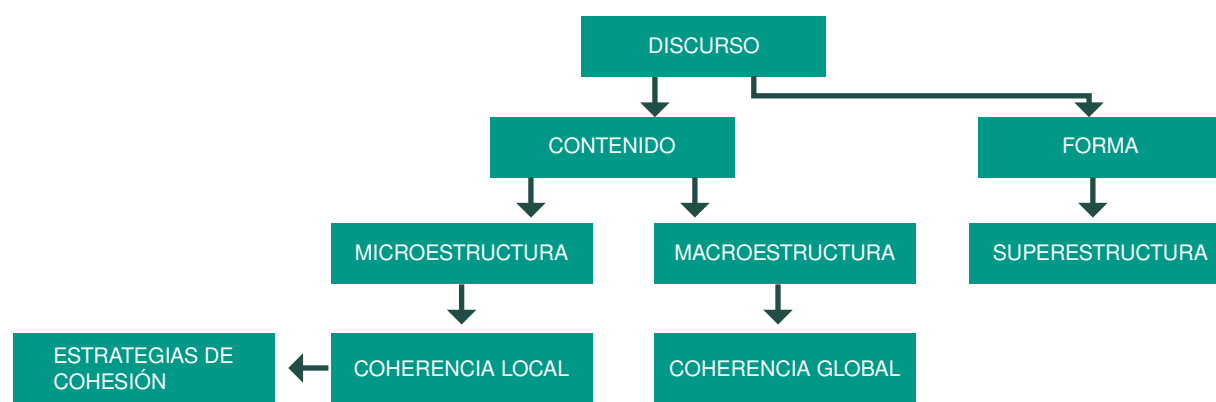 DISCURSO
CONTENIDO
FORMA
MICROESTRUCTURA
MACROESTRUCTURA
SUPERESTRUCTURA
ESTRATEGIAS DE
COHESIÓN
COHERENCIA LOCAL
COHERENCIA GLOBAL